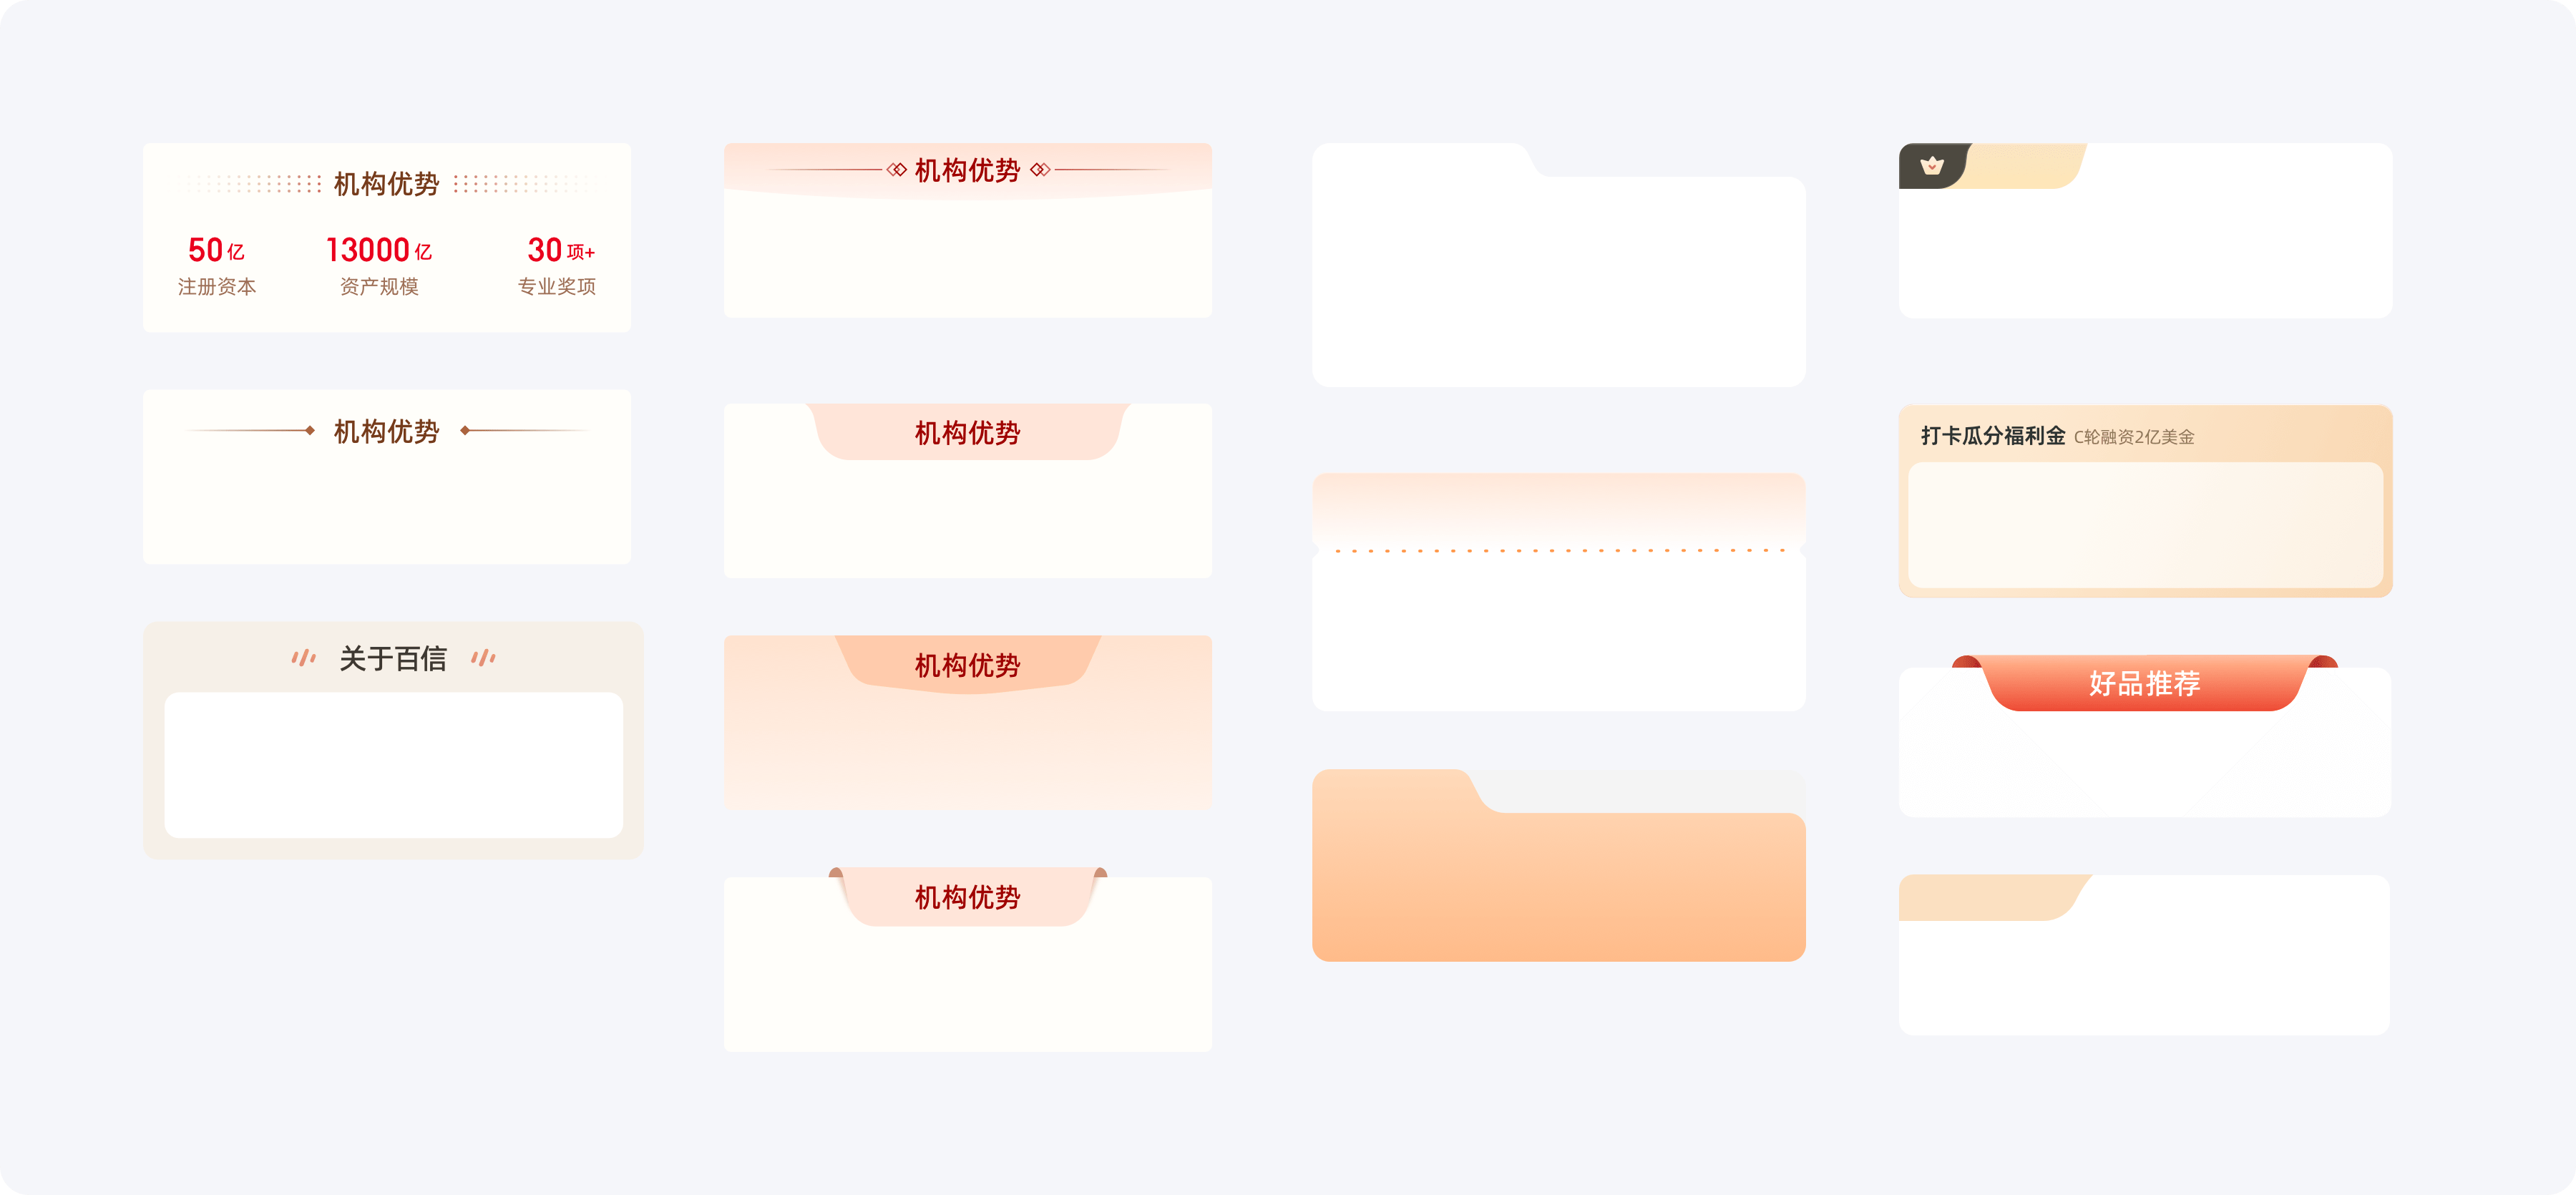 机构优势
50亿 13000亿 30项+
注册资本 资产规模 专业奖项
机构优势
关于百信
机构优势
机构优势
机构优势
机构优势
打卡瓜分福利金 C轮融资2亿美金
好品推荐